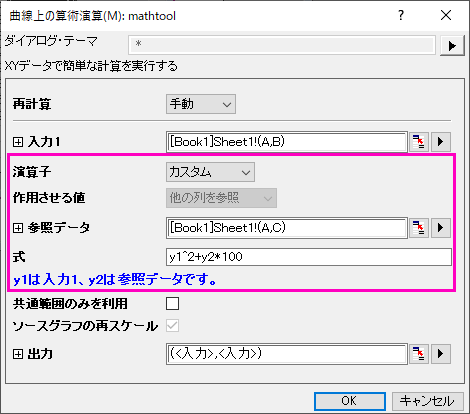 曲線上の算術演算(M): mathtool
ダイアログ・テーマ *
XYデータで簡単な計算を実行する
再計算 手動
入力1 [Book1]Sheet1!(A,B)
演算子 カスタム
作用させる値 他の列を参照
参照データ [Book1]Sheet1!(A,C)
式 y1^2+y2*100
y1は入力1、y2は参照データです。
共通範囲のみを利用
ソースグラフの再スケール
出力 (<入力>,<入力>)
OK キャンセル